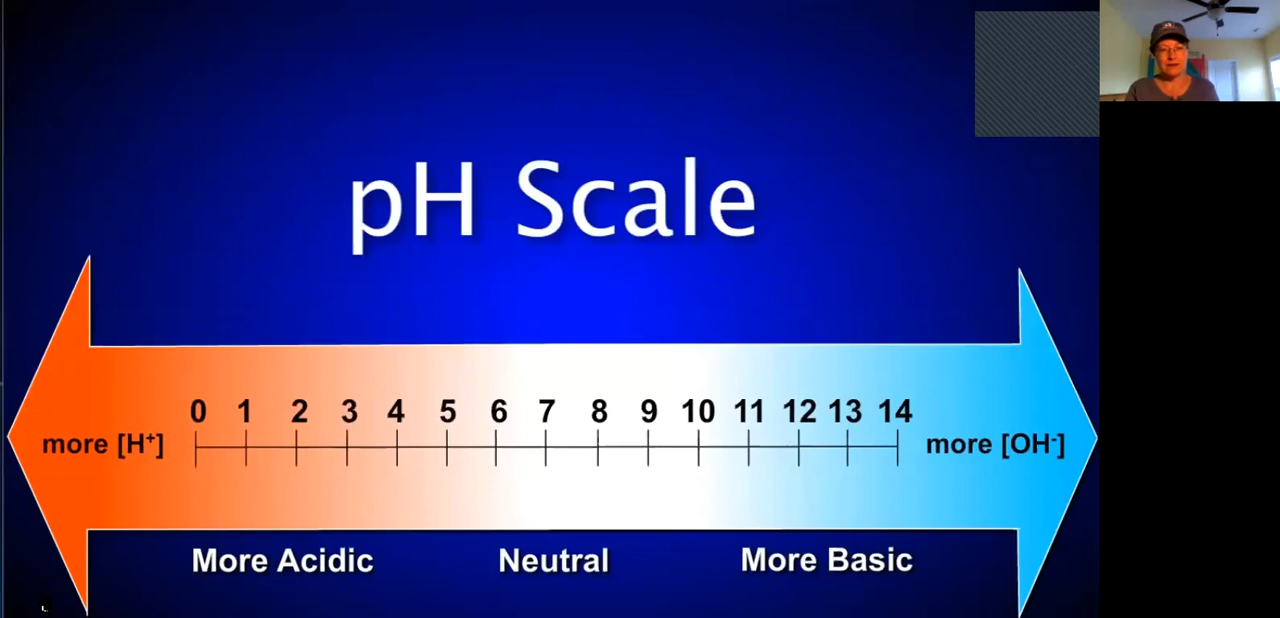 pH Scale
0 1 2 3 4 5 6 7 8 9 10 11 12 13 14
more [H⁺] more [OH⁻]
More Acidic Neutral More Basic